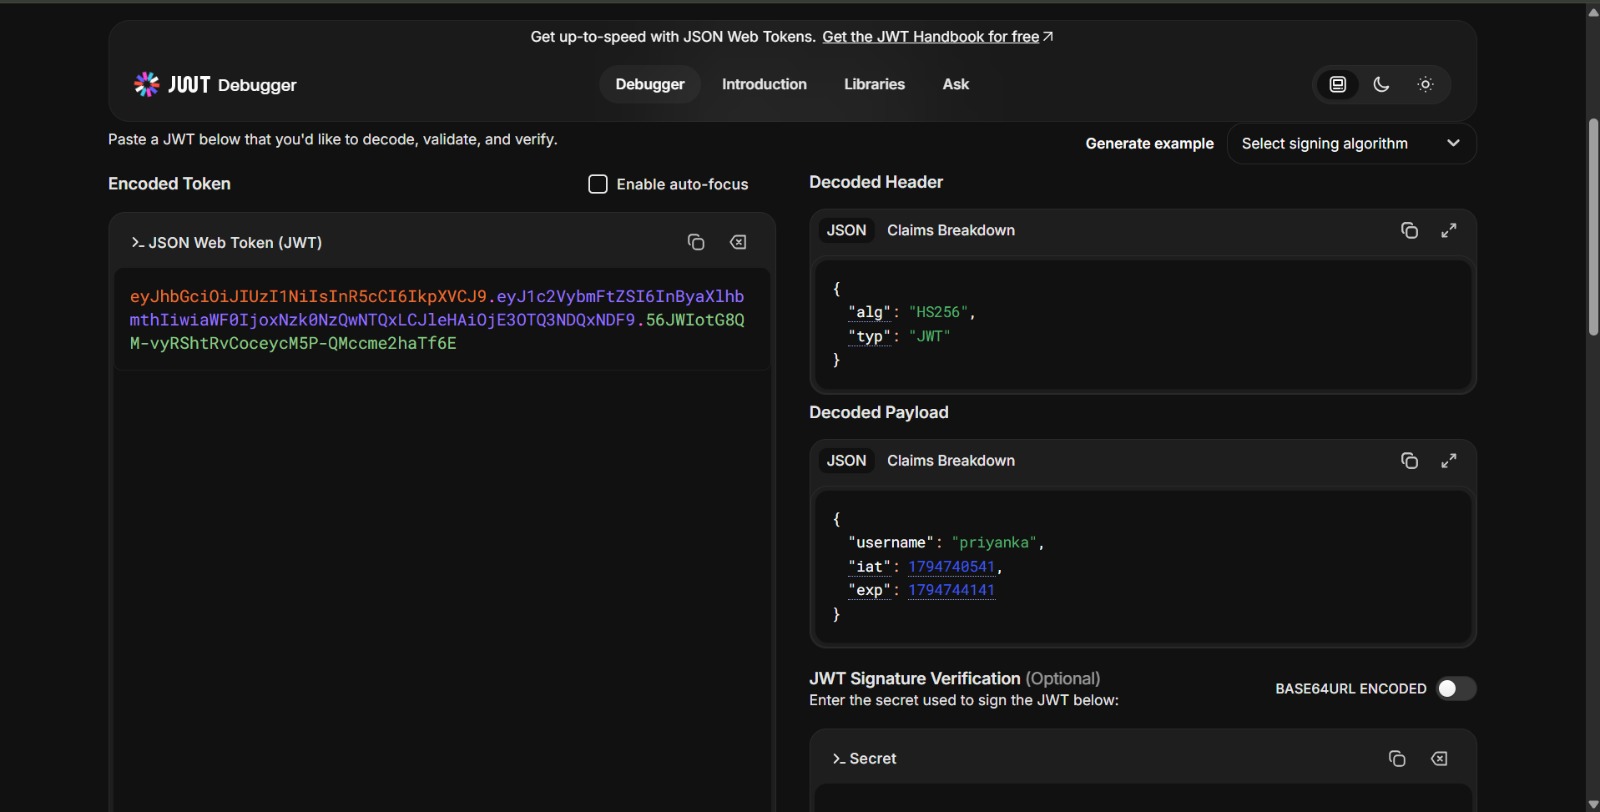 Get up-to-speed with JSON Web Tokens. Get the JWT Handbook for free
JWT Debugger
Debugger
Introduction
Libraries
Ask
Paste a JWT below that you'd like to decode, validate, and verify.
Generate example
Select signing algorithm
Encoded Token
Enable auto-focus
JSON Web Token (JWT)
eyJhbGciOiJIUzI1NiIsInR5cCI6IkpXVCJ9.eyJ1c2VybmFtZSI6InByaXlhb
mthIiwiaWF0IjoxNzk0NzQwNTQxLCJleHAiOjE3OTQ3NDQxNDF9.56JWIotG8Q
M-vyRShtRvCoceycM5P-QMccme2haTf6E
Decoded Header
JSON
Claims Breakdown
{
"alg": "HS256",
"typ": "JWT"
}
Decoded Payload
JSON
Claims Breakdown
{
"username": "priyanka",
"iat": 1794740541,
"exp": 1794744141
}
JWT Signature Verification (Optional)
Enter the secret used to sign the JWT below:
BASE64URL ENCODED
Secret